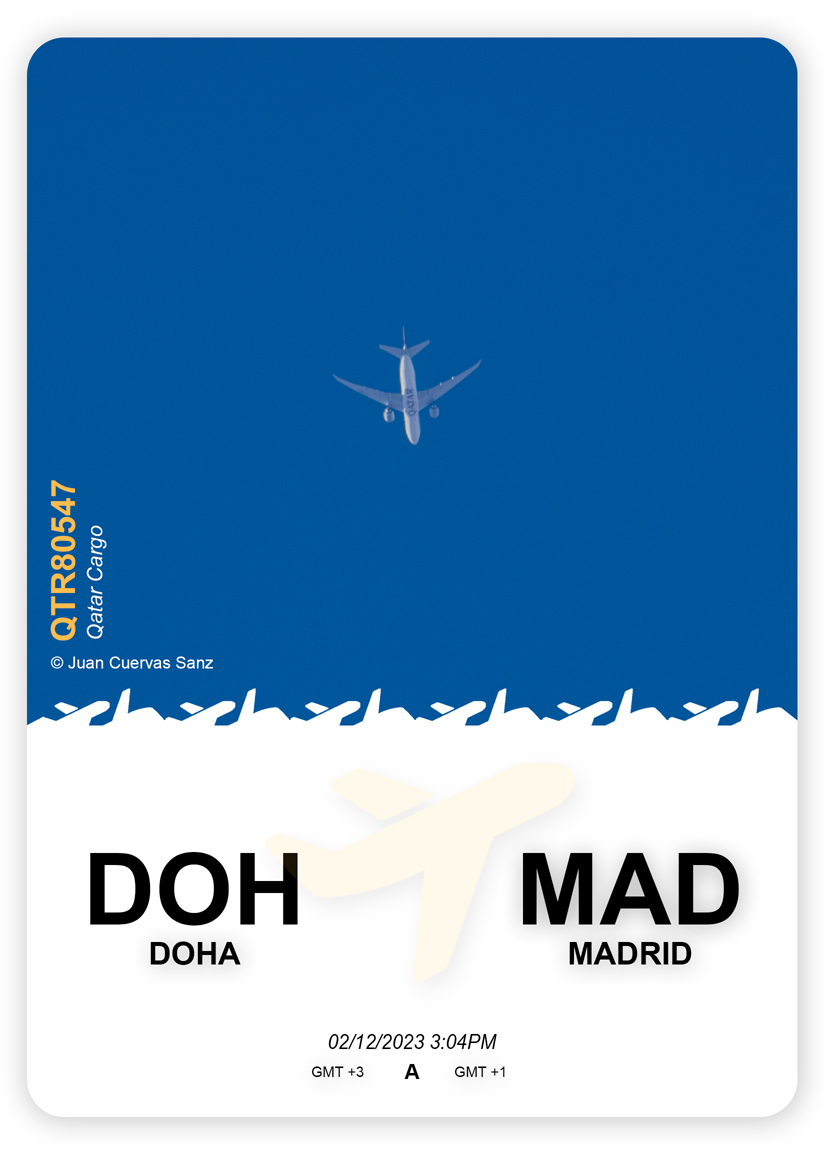 QATAR
QTR80547
Qatar Cargo
© Juan Cuervas Sanz
DOH
MAD
DOHA
MADRID
02/12/2023 3:04PM
GMT +3
A
GMT +1